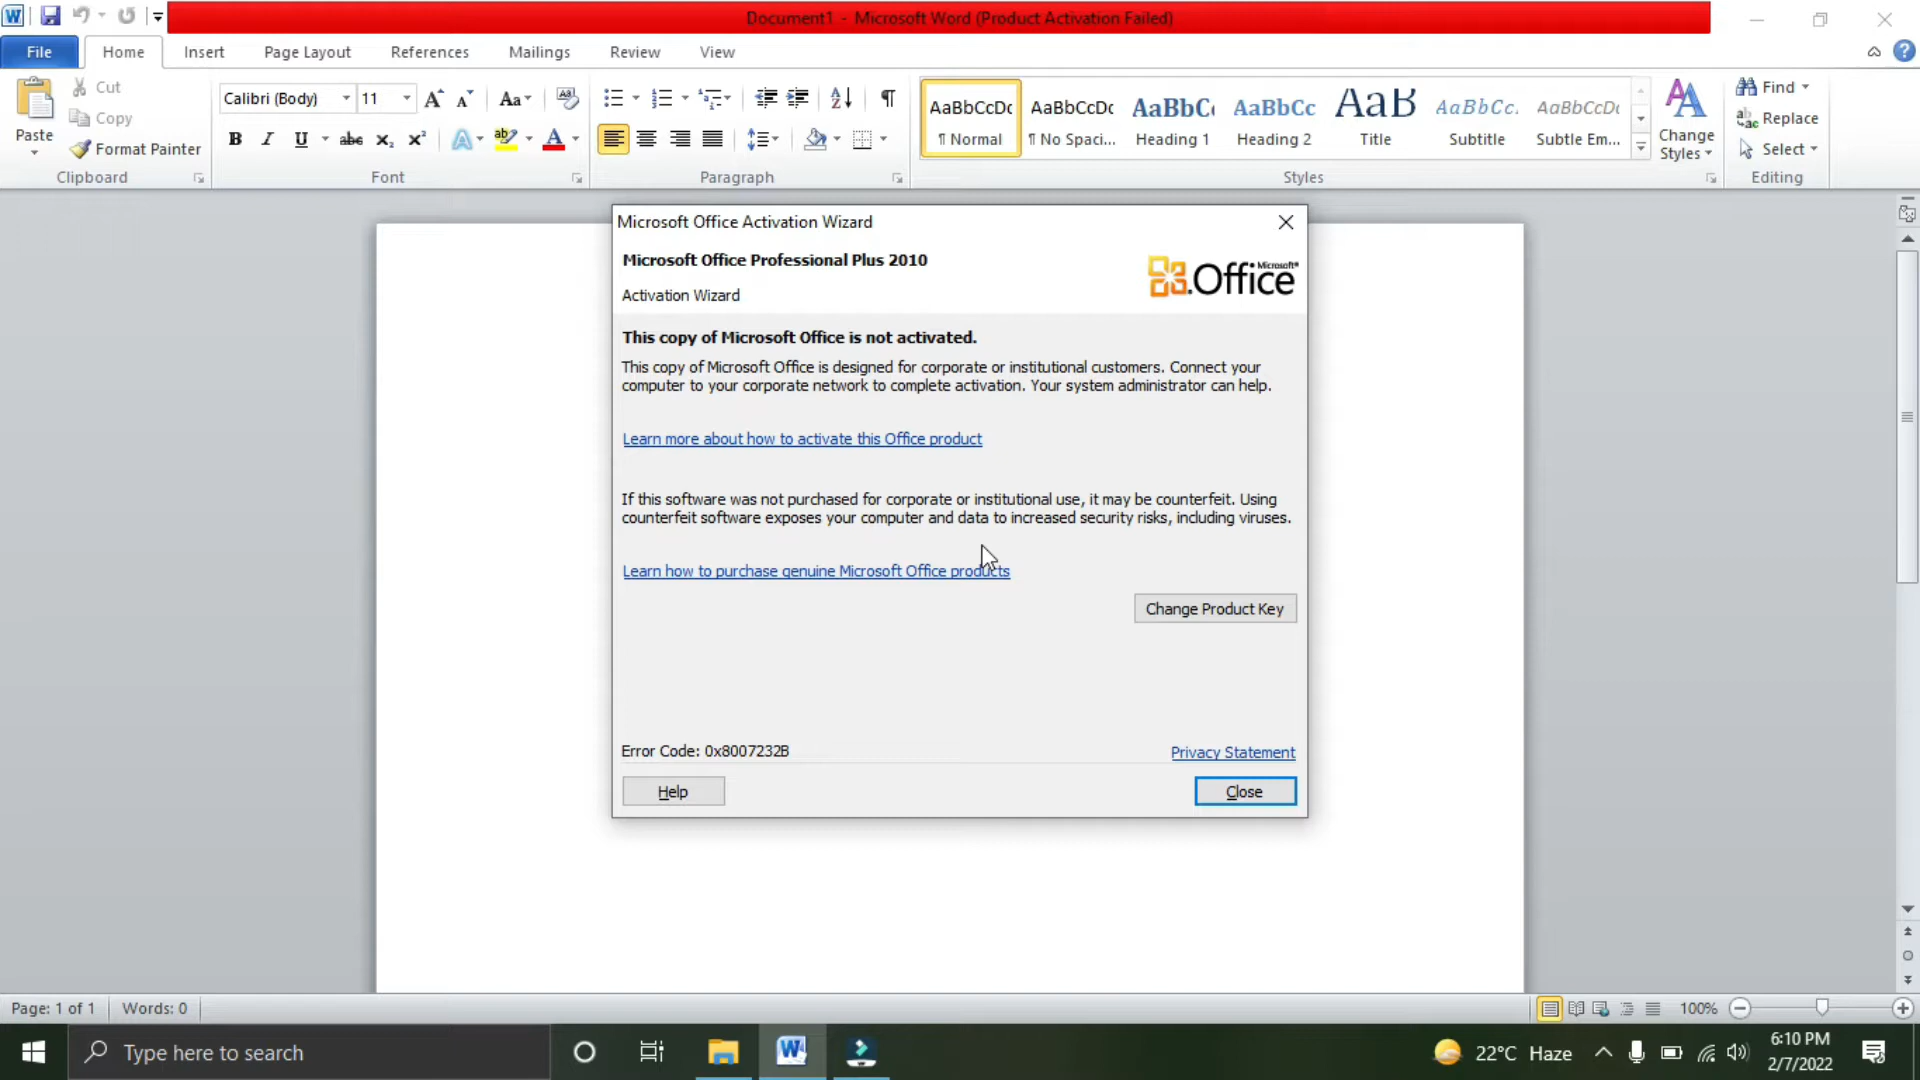 Document1 - Microsoft Word (Product Activation Failed)
File Home Insert Page Layout References Mailings Review View
Paste
Cut
Copy
Format Painter
Clipboard
Calibri (Body) 11
Font
Paragraph
AaBbCcDc AaBbCcDc AaBbC AaBbCc AaB AaBbCc. AaBbCcDc
¶ Normal ¶ No Spaci... Heading 1 Heading 2 Title Subtitle Subtle Em...
Change
Styles
Styles
Find
Replace
Select
Editing
Microsoft Office Activation Wizard
Microsoft Office Professional Plus 2010
Microsoft Office
Activation Wizard
This copy of Microsoft Office is not activated.
This copy of Microsoft Office is designed for corporate or institutional customers. Connect your
computer to your corporate network to complete activation. Your system administrator can help.
Learn more about how to activate this Office product
If this software was not purchased for corporate or institutional use, it may be counterfeit. Using
counterfeit software exposes your computer and data to increased security risks, including viruses.
Learn how to purchase genuine Microsoft Office products
Change Product Key
Error Code: 0x8007232B
Privacy Statement
Help Close
Page: 1 of 1 Words: 0 100%
Type here to search
22°C Haze
6:10 PM
2/7/2022